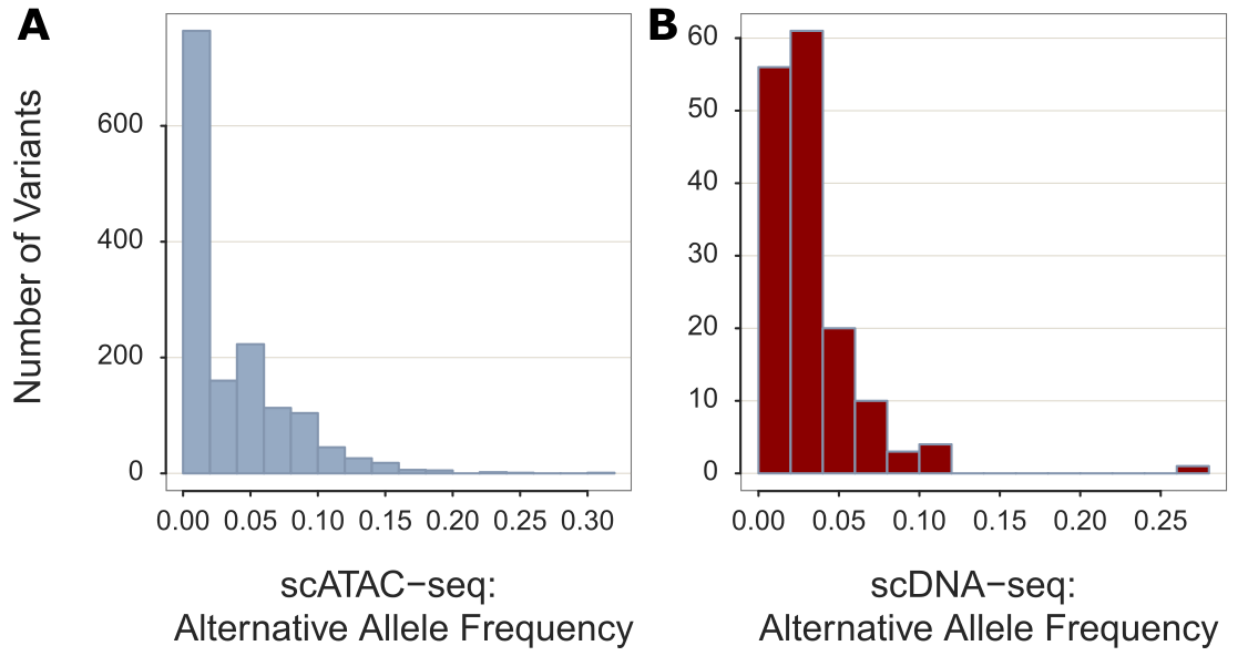 A
Number of Variants
600
400
200
0
0.00 0.05 0.10 0.15 0.20 0.25 0.30
scATAC−seq:
Alternative Allele Frequency
B
60
50
40
30
20
10
0
0.00 0.05 0.10 0.15 0.20 0.25
scDNA−seq:
Alternative Allele Frequency